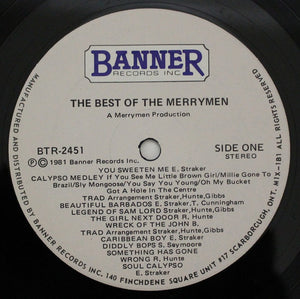 BANNER
RECORDS INC
THE BEST OF THE MERRYMEN
A Merrymen Production
BTR-2451
SIDE ONE
℗ © 1981 Banner Records Inc.
STEREO
YOU SWEETEN ME E. Straker
CALYPSO MEDLEY If You See Me Little Brown Girl/Millie Gone To
Brazil/Sly Mongoose/You Say You Young/Oh My Bucket
Got A Hole In The Centre
TRAD Arrangement Straker,Hunte,Gibbs
BEAUTIFUL BARBADOS E. Straker,T. Cunningham
LEGEND OF SAM LORD Straker,Hunte,Gibbs
THE GIRL NEXT DOOR R. Hunte
WRECK OF THE JOHN B.
TRAD Arrangement Straker,Hunte,Gibbs
CARIBBEAN BOY E. Straker
DIDDLY BOPS S. Seymoore
SOMETHING HAS GONE
WRONG R. Hunte
SOUL CALYPSO
E. Straker
MANUFACTURED AND DISTRIBUTED BY BANNER RECORDS INC, 140 FINCHDENE SQUARE UNIT #17 SCARBOROUGH, ONT. M1X-1B1 CANADA